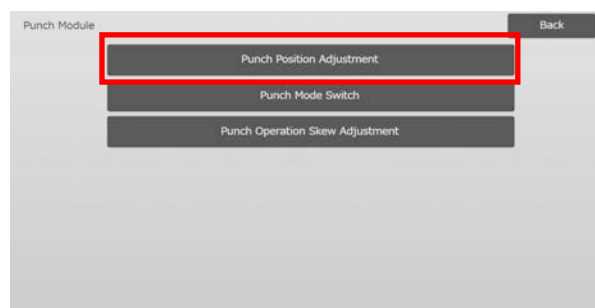 Punch Module
Back
Punch Position Adjustment
Punch Mode Switch
Punch Operation Skew Adjustment